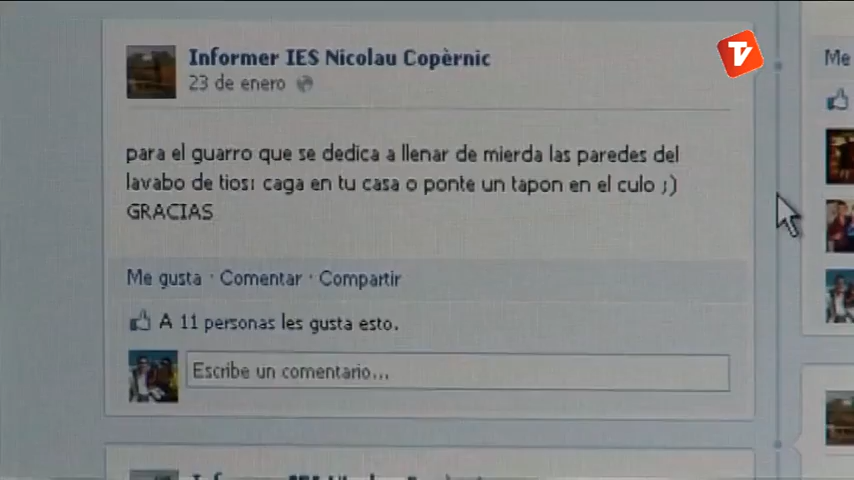 Informer IES Nicolau Copèrnic
23 de enero
para el guarro que se dedica a llenar de mierda las paredes del
lavabo de tios: caga en tu casa o ponte un tapon en el culo ;)
GRACIAS
Me gusta · Comentar · Compartir
A 11 personas les gusta esto.
Escribe un comentario...
TV
Me